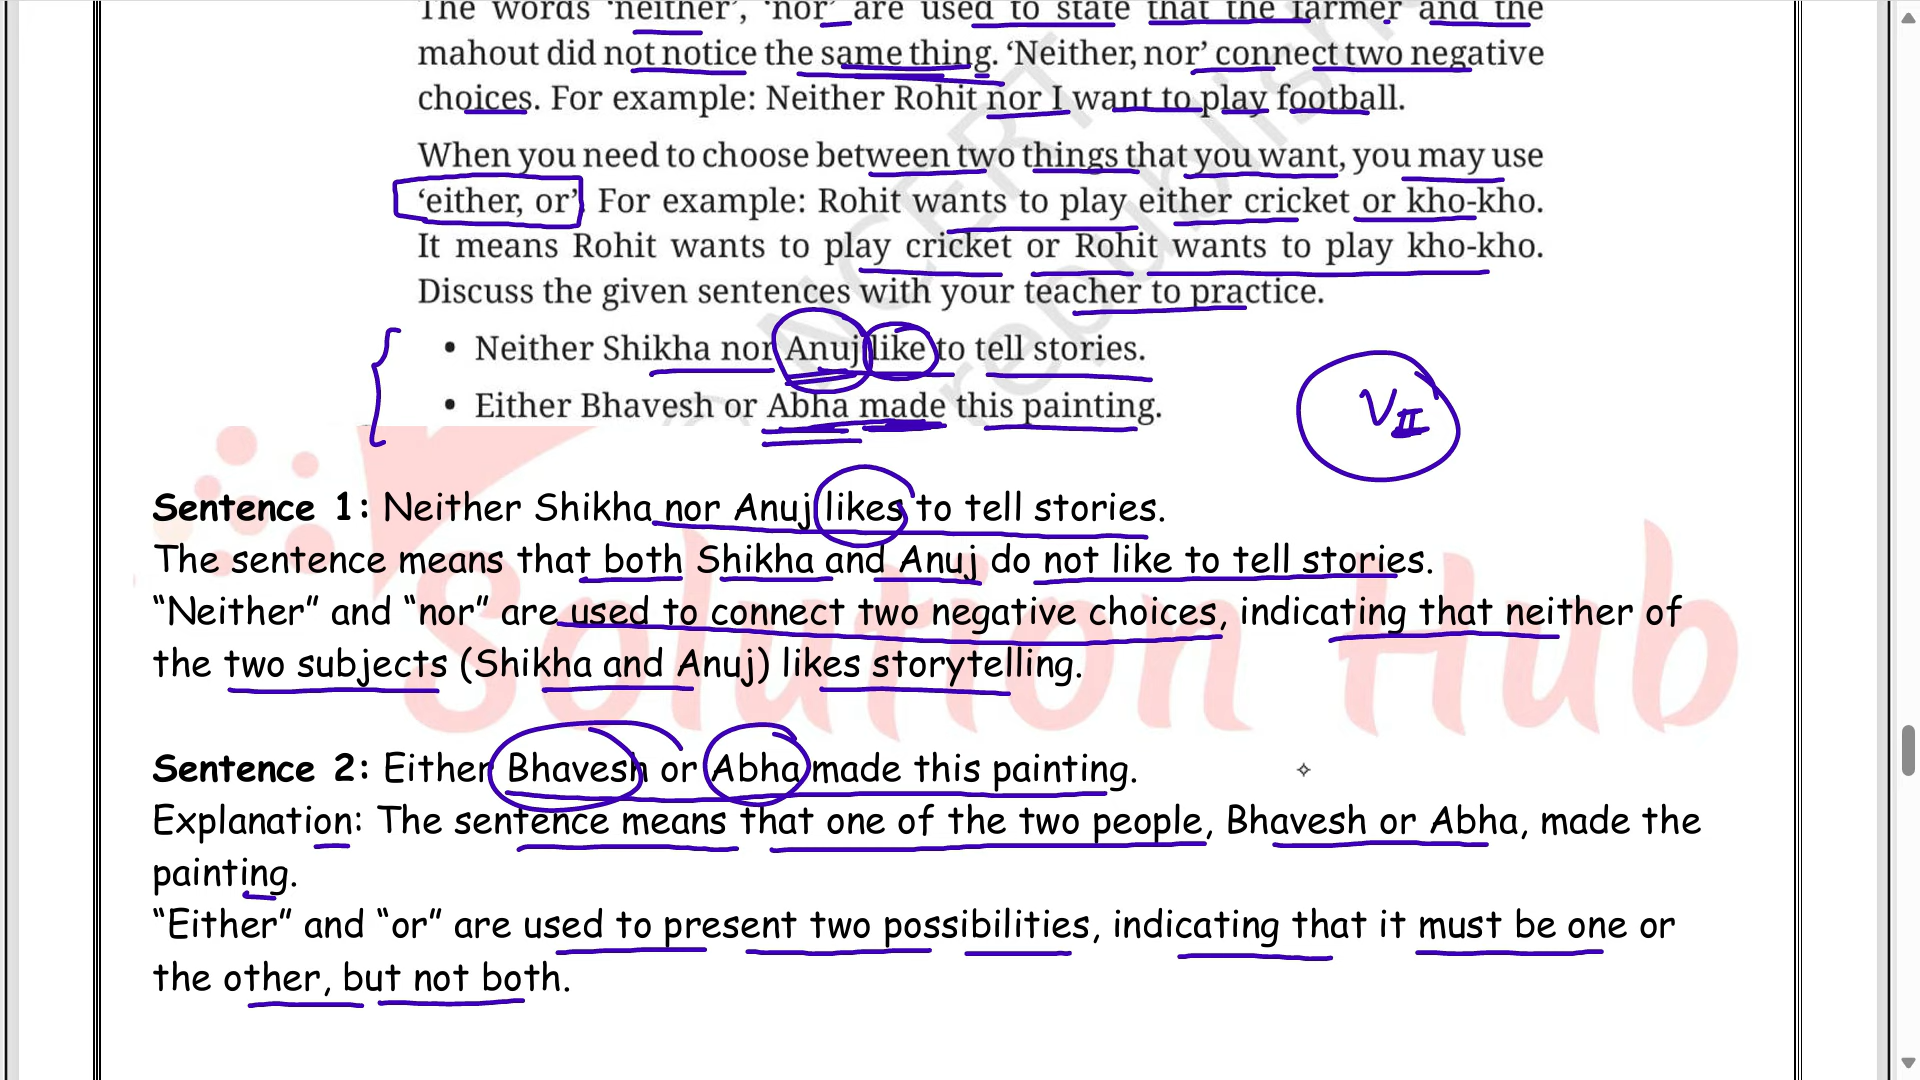 The words ‘neither’, ‘nor’ are used to state that the farmer and the
mahout did not notice the same thing. ‘Neither, nor’ connect two negative
choices. For example: Neither Rohit nor I want to play football.
When you need to choose between two things that you want, you may use
‘either, or’ For example: Rohit wants to play either cricket or kho-kho.
It means Rohit wants to play cricket or Rohit wants to play kho-kho.
Discuss the given sentences with your teacher to practice.
• Neither Shikha nor Anuj like to tell stories.
• Either Bhavesh or Abha made this painting.
VII
Sentence 1: Neither Shikha nor Anuj likes to tell stories.
The sentence means that both Shikha and Anuj do not like to tell stories.
“Neither” and “nor” are used to connect two negative choices, indicating that neither of
the two subjects (Shikha and Anuj) likes storytelling.
Sentence 2: Either Bhavesh or Abha made this painting.
Explanation: The sentence means that one of the two people, Bhavesh or Abha, made the
painting.
“Either” and “or” are used to present two possibilities, indicating that it must be one or
the other, but not both.
Solution Hub
NCERT
republish